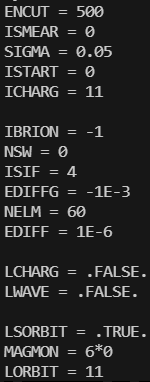 ENCUT = 500
ISMEAR = 0
SIGMA = 0.05
ISTART = 0
ICHARG = 11
IBRION = -1
NSW = 0
ISIF = 4
EDIFFG = -1E-3
NELM = 60
EDIFF = 1E-6
LCHARG = .FALSE.
LWAVE = .FALSE.
LSORBIT = .TRUE.
MAGMON = 6*0
LORBIT = 11